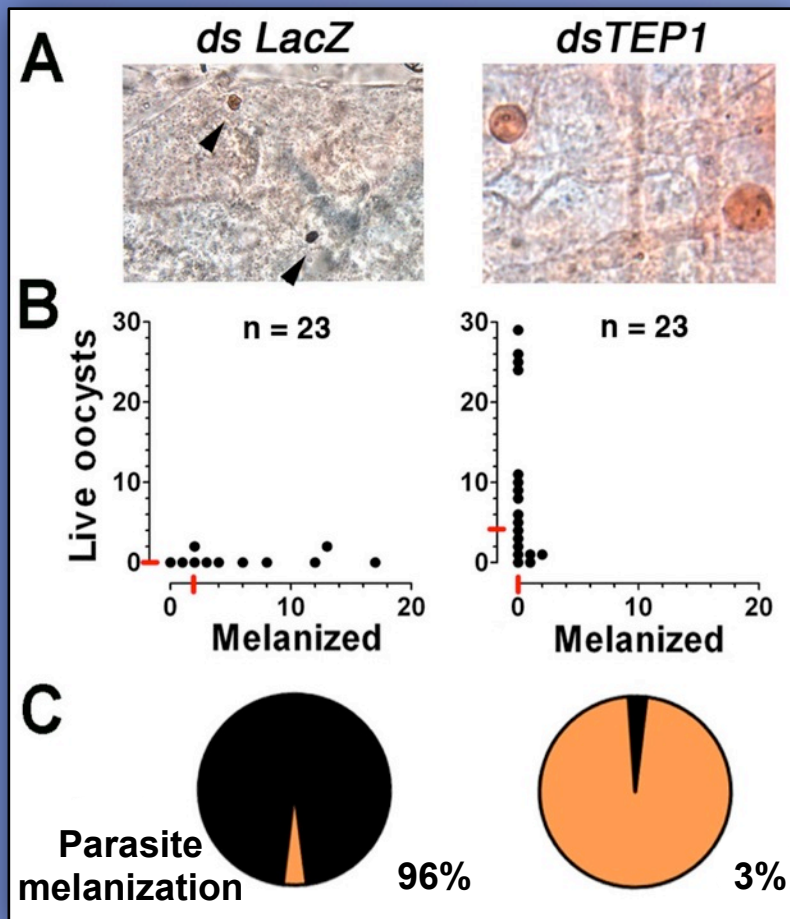 A
ds LacZ
dsTEP1
B
30
20
10
0
Live oocysts
n = 23
0
10
20
Melanized
30
20
10
0
n = 23
0
10
20
Melanized
C
Parasite
melanization
96%
3%